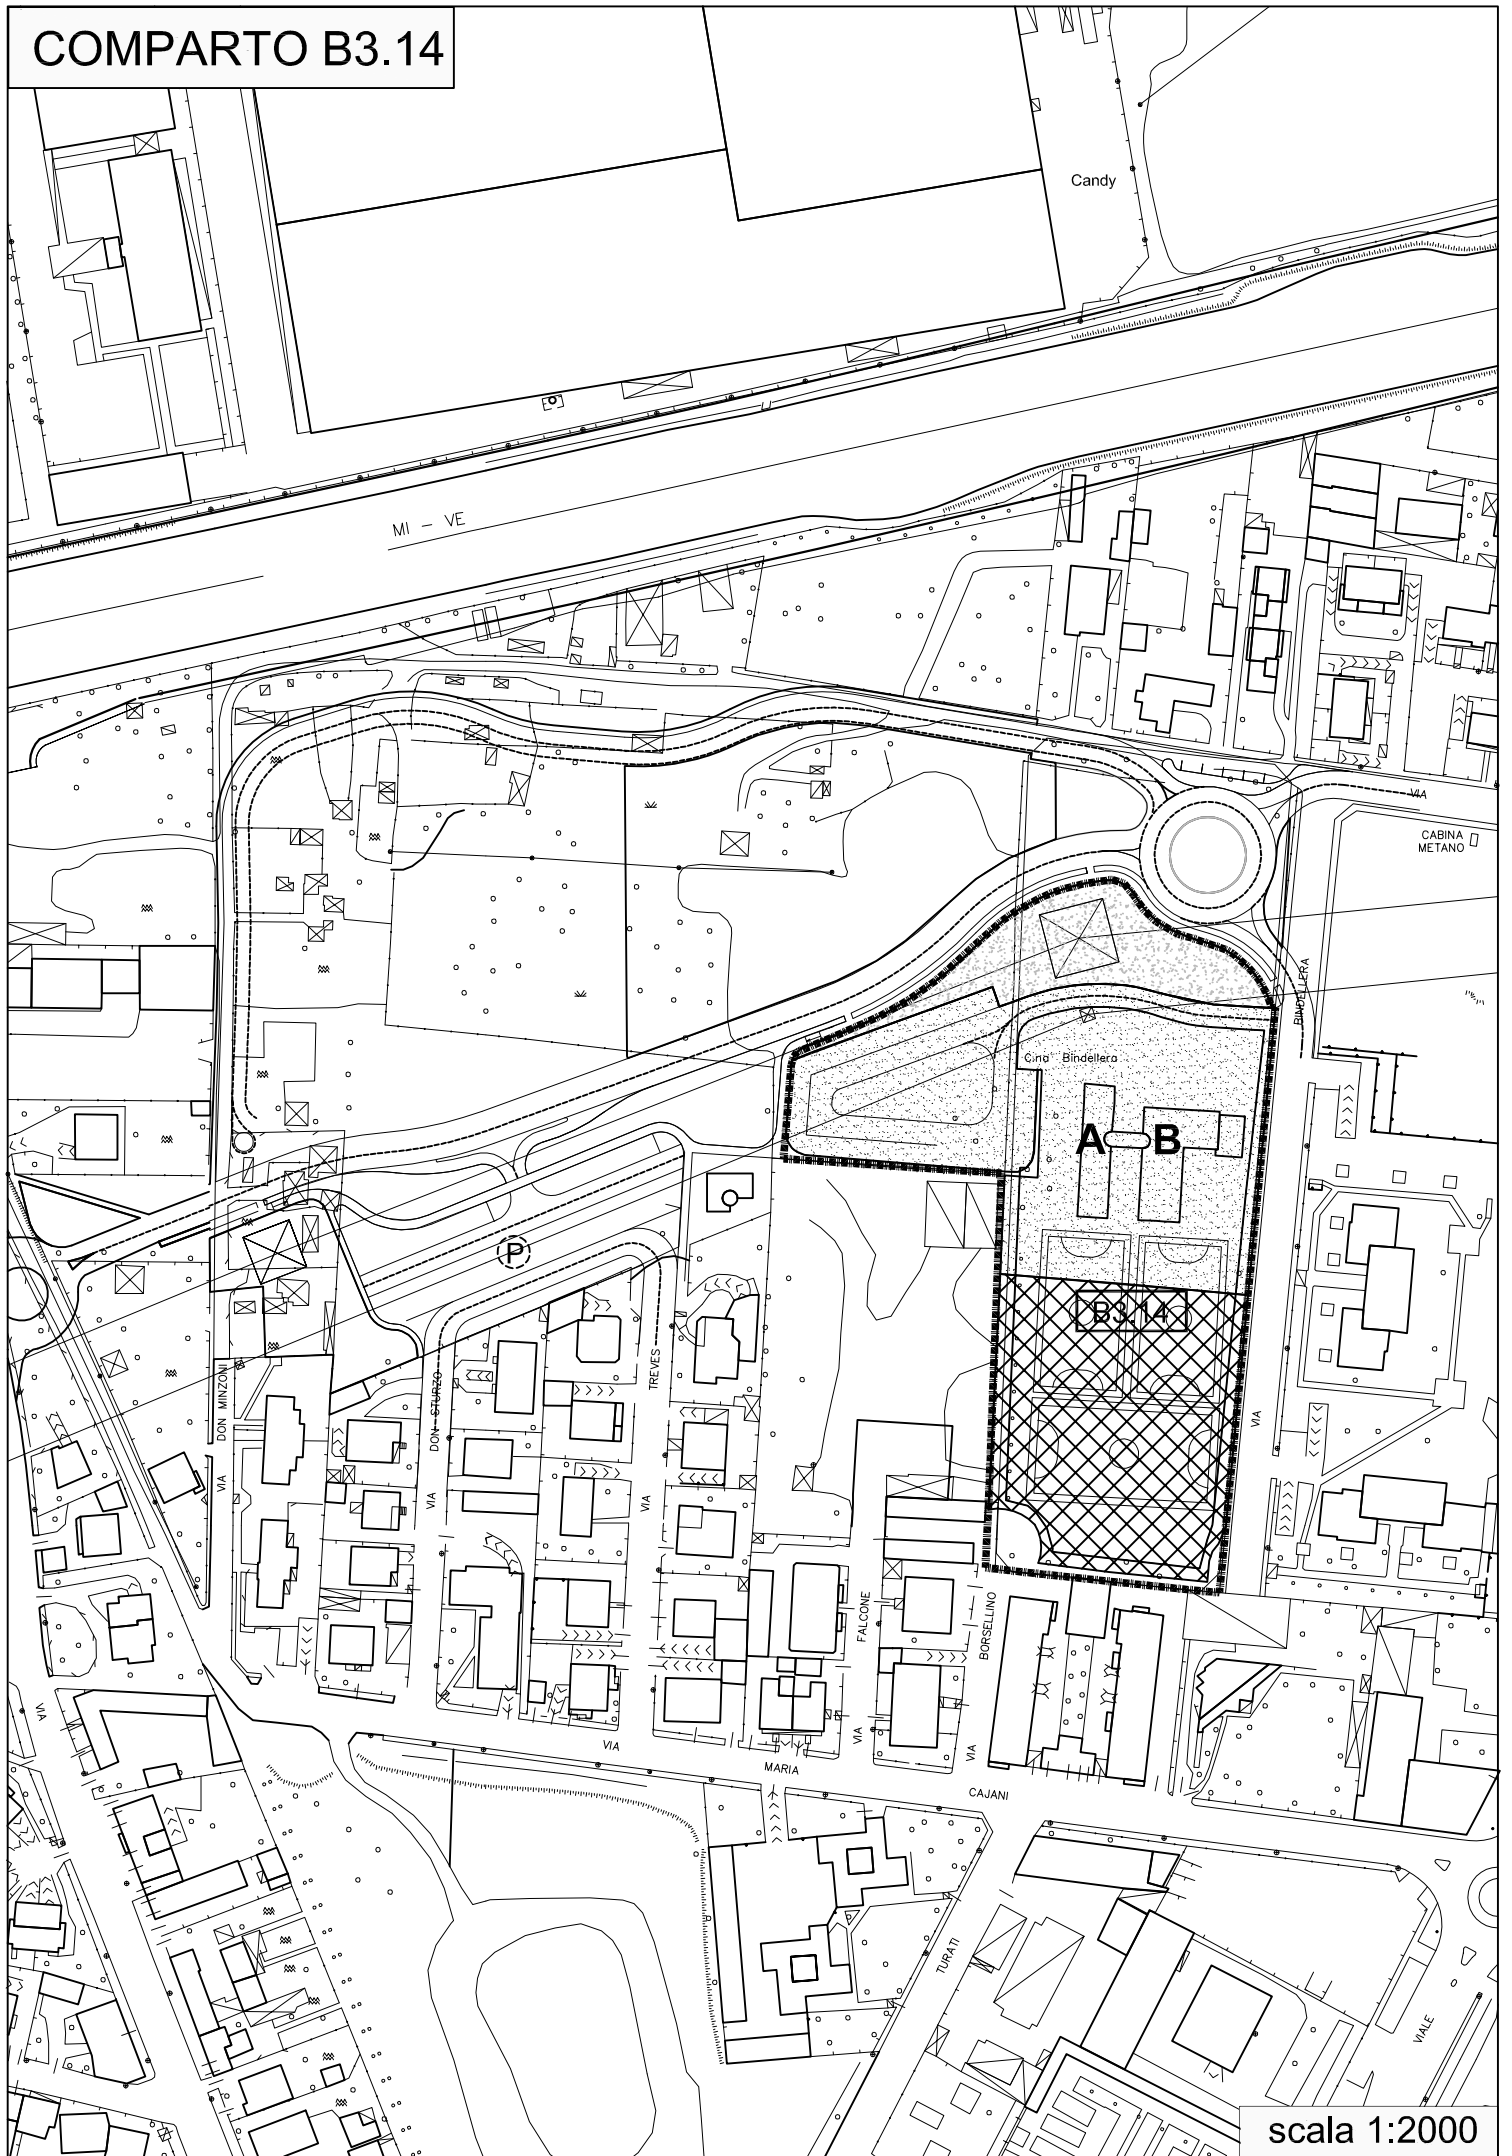 COMPARTO B3.14
Candy
MI - VE
VIA
CABINA
METANO
BINDELLERA
C.na Bindellera
A B
P
B3.14
VIA
DON MINZONI
VIA
DON STURZO
VIA
TREVES
VIA
FALCONE
VIA
BORSELLINO
VIA
VIA
VIA
MARIA
CAJANI
TURATI
VIALE
scala 1:2000